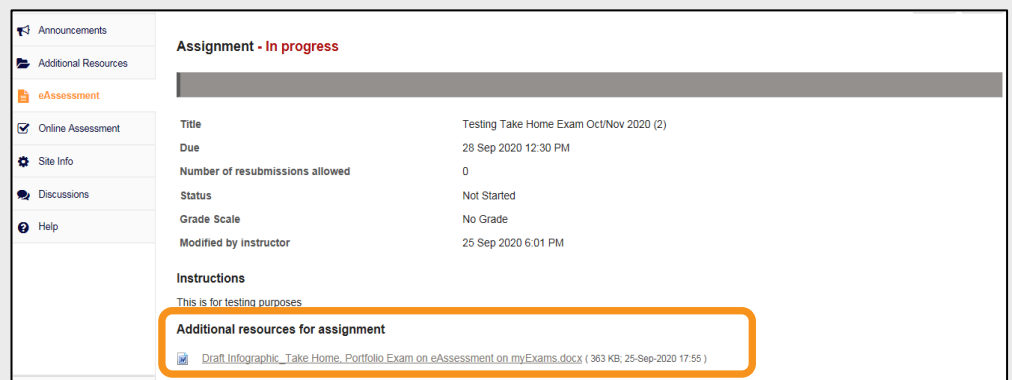 Announcements
Additional Resources
eAssessment
Online Assessment
Site Info
Discussions
Help
Assignment - In progress
Title Testing Take Home Exam Oct/Nov 2020 (2)
Due 28 Sep 2020 12:30 PM
Number of resubmissions allowed 0
Status Not Started
Grade Scale No Grade
Modified by instructor 25 Sep 2020 6:01 PM
Instructions
This is for testing purposes
Additional resources for assignment
Draft Infographic_Take Home, Portfolio Exam on eAssessment on myExams.docx ( 363 KB; 25-Sep-2020 17:55 )